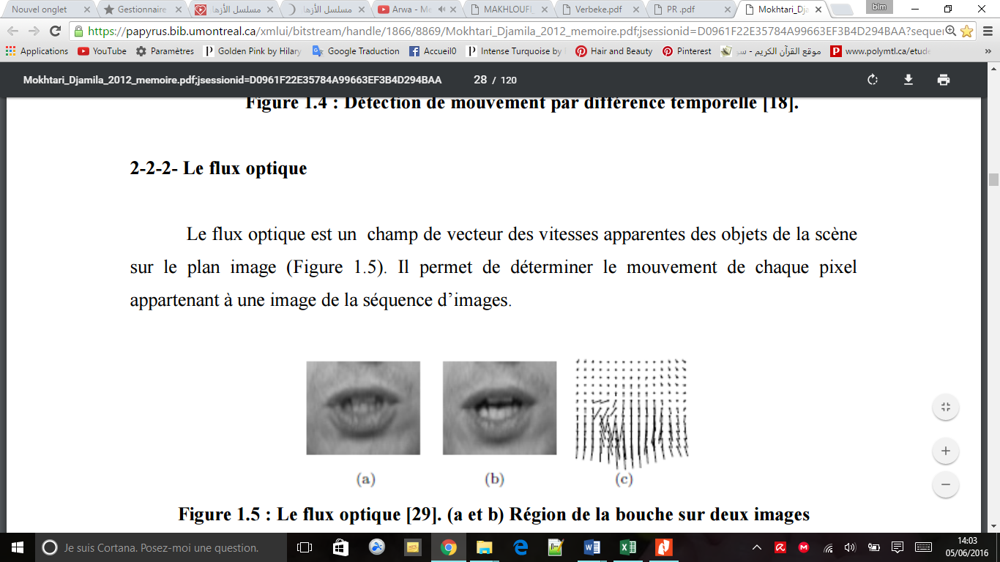 Nouvel onglet
Gestionnaire
مسلسل الأزها
مسلسل الأزها
Arwa - Me
MAKHLOUFI
Verbeke.pdf
PR .pdf
Mokhtari_Dja
blm
https://papyrus.bib.umontreal.ca/xmlui/bitstream/handle/1866/8869/Mokhtari_Djamila_2012_memoire.pdf;jsessionid=D0961F22E35784A99663EF3B4D294BAA?sequen
Applications
YouTube
Paramètres
Golden Pink by Hilary
Google Traduction
Accueil0
Intense Turquoise by
Hair and Beauty
Pinterest
موقع القرآن الكريم - سو
www.polymtl.ca/etude
»
Mokhtari_Djamila_2012_memoire.pdf;jsessionid=D0961F22E35784A99663EF3B4D294BAA 28 / 120
Figure 1.4 : Détection de mouvement par différence temporelle [18].
2-2-2- Le flux optique
Le flux optique est un champ de vecteur des vitesses apparentes des objets de la scène
sur le plan image (Figure 1.5). Il permet de déterminer le mouvement de chaque pixel
appartenant à une image de la séquence d’images.
(a) (b) (c)
Figure 1.5 : Le flux optique [29]. (a et b) Région de la bouche sur deux images
Je suis Cortana. Posez-moi une question.
14:03
05/06/2016